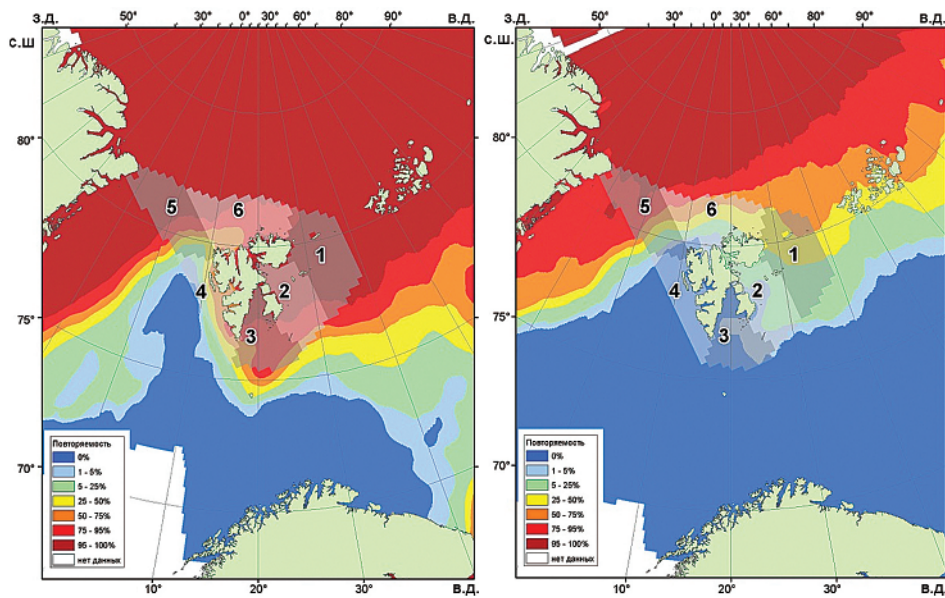 З.Д. 50° 30° 0° 30° 60° 80° 90° В.Д.
С.Ш
80°
75°
70°
5
6
1
4
2
3
Повторяемость
0%
1 - 5%
5 - 25%
25 - 50%
50 - 75%
75 - 95%
95 - 100%
нет данных
10° 20° 30° В.Д.
З.Д. 50° 30° 0° 30° 60° 80° 90° В.Д.
С.Ш.
80°
75°
70°
5
6
1
4
2
3
Повторяемость
0%
1 - 5%
5 - 25%
25 - 50%
50 - 75%
75 - 95%
95 - 100%
нет данных
10° 20° 30° В.Д.